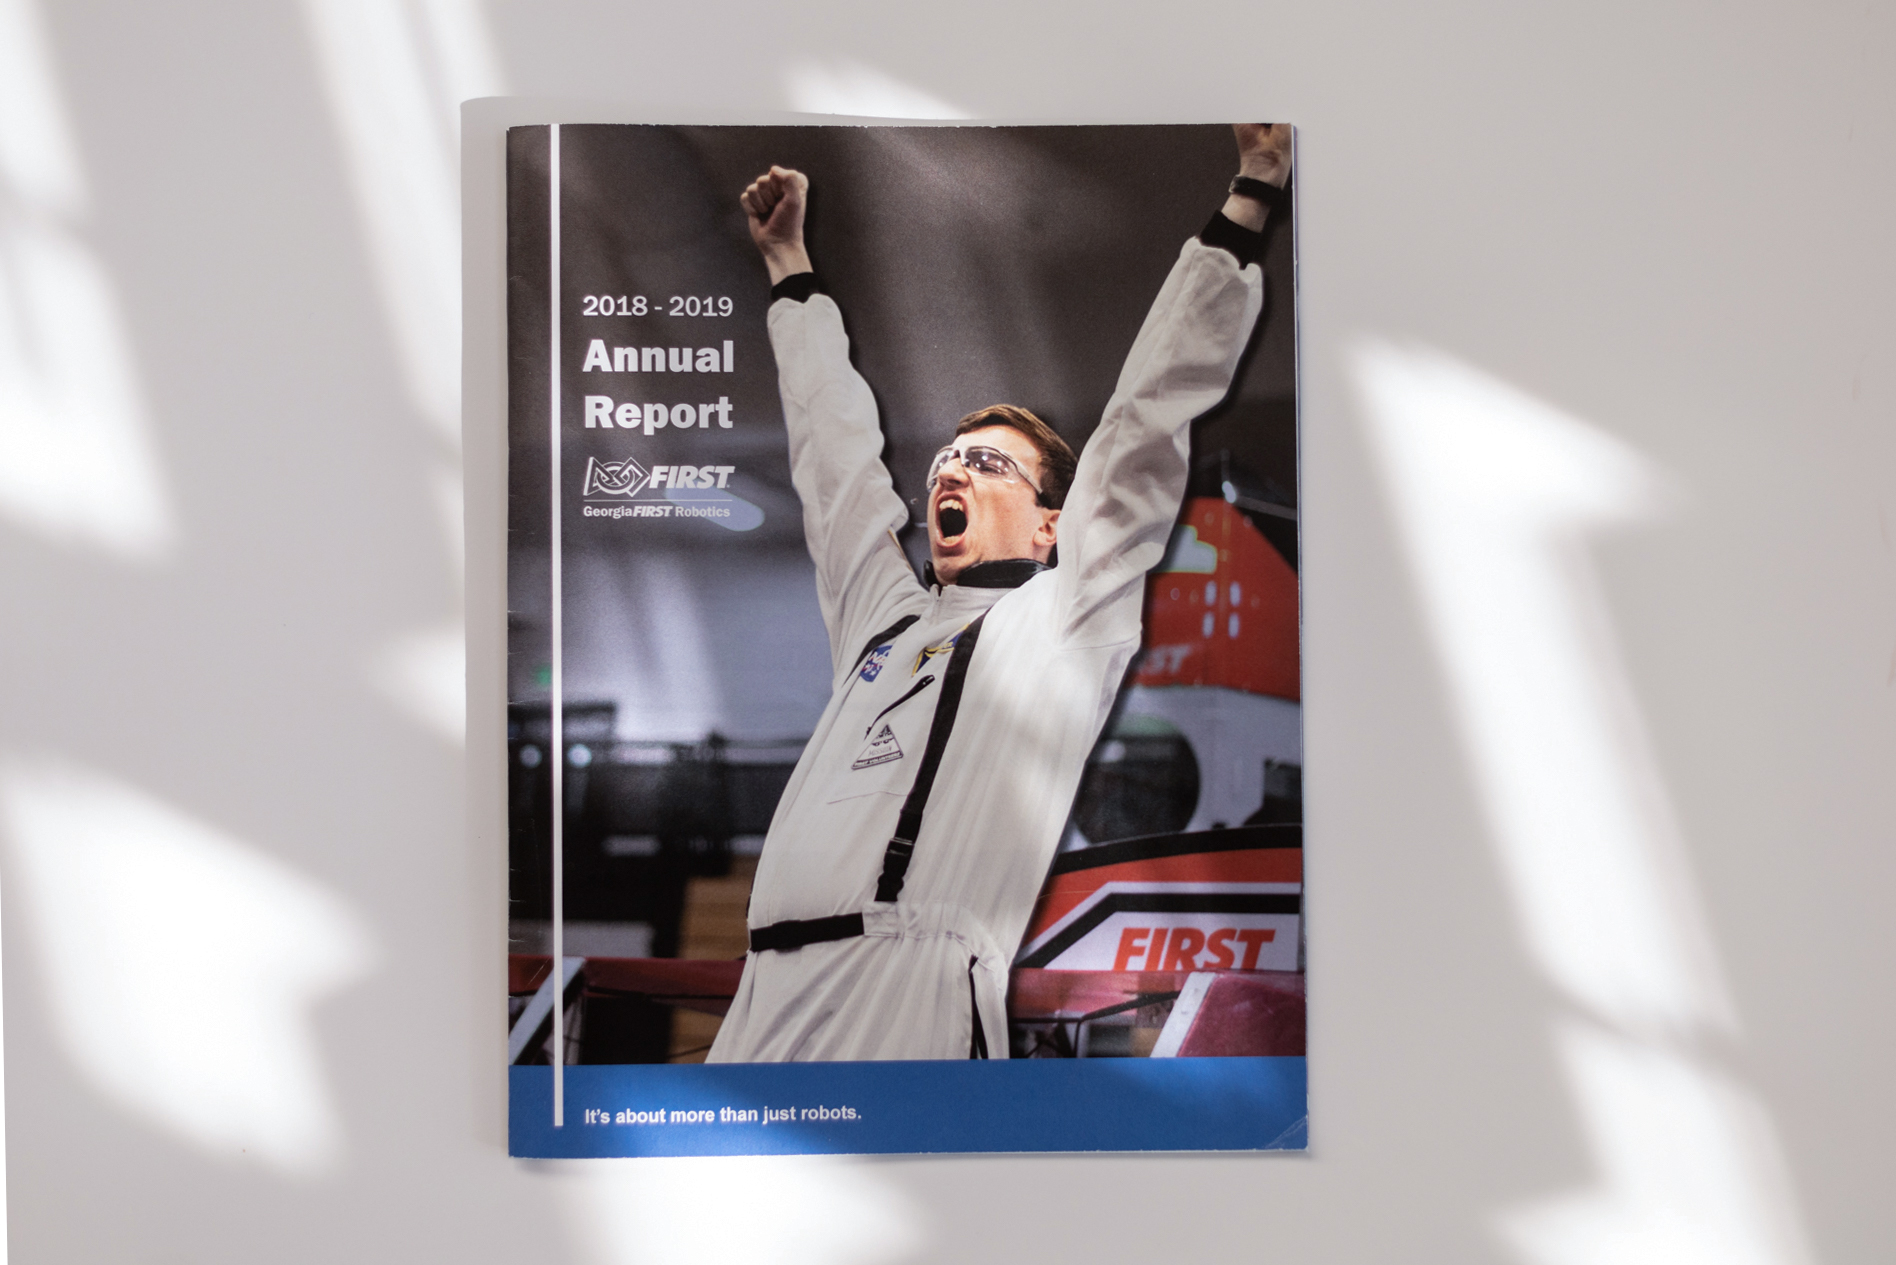 2018 - 2019
Annual
Report
FIRST
GeorgiaFIRST Robotics
FIRST
It's about more than just robots.